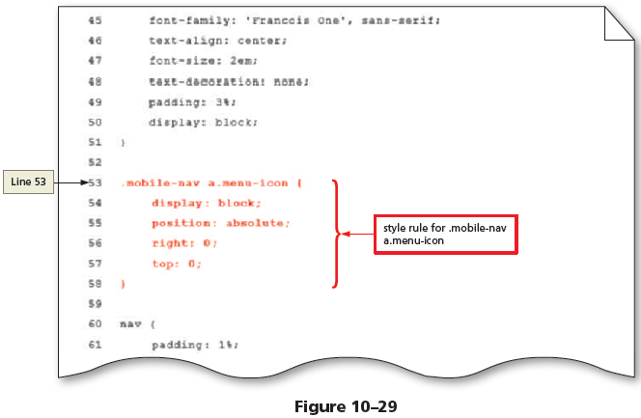 45 font-family: 'Francois One', sans-serif;
46 text-align: center;
47 font-size: 2em;
48 text-decoration: none;
49 padding: 3%;
50 display: block;
51 }
52
Line 53
53 .mobile-nav a.menu-icon {
54 display: block;
55 position: absolute;
56 right: 0;
57 top: 0;
58 }
style rule for .mobile-nav
a.menu-icon
59
60 nav {
61 padding: 1%;
Figure 10–29